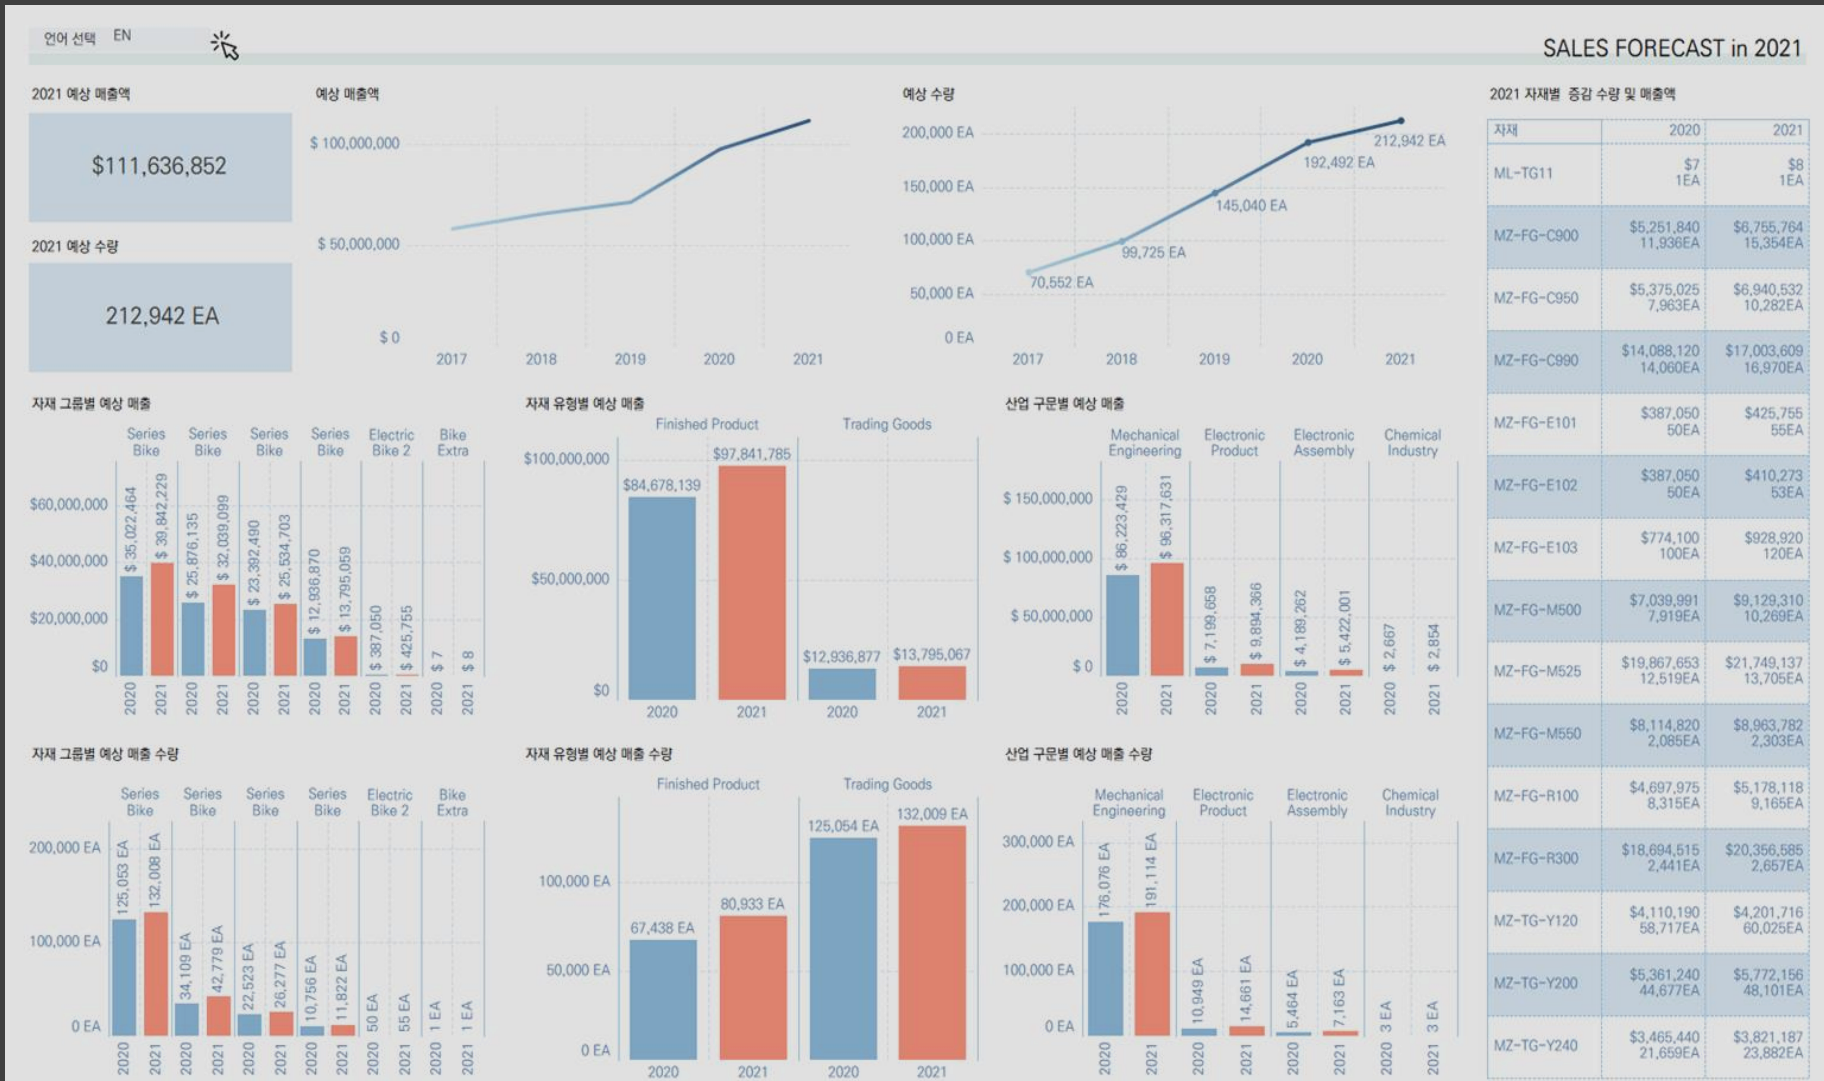 언어 선택 EN
SALES FORECAST in 2021
2021 예상 매출액
$111,636,852
2021 예상 수량
212,942 EA
예상 매출액
$ 100,000,000
$ 50,000,000
$ 0
2017 2018 2019 2020 2021
예상 수량
200,000 EA
150,000 EA
100,000 EA
50,000 EA
0 EA
70,552 EA
99,725 EA
145,040 EA
192,492 EA
212,942 EA
2017 2018 2019 2020 2021
자재 그룹별 예상 매출
Series Series Series Series Electric Bike
Bike Bike Bike Bike Bike 2 Extra
$60,000,000
$40,000,000
$20,000,000
$0
$ 35,022,464
$ 39,842,229
$ 25,876,135
$ 32,039,099
$ 23,392,490
$ 25,534,703
$ 12,936,870
$ 13,795,059
$ 387,050
$ 425,755
$ 7
$ 8
2020 2021 2020 2021 2020 2021 2020 2021 2020 2021 2020 2021
자재 유형별 예상 매출
Finished Product Trading Goods
$100,000,000
$50,000,000
$0
$84,678,139
$97,841,785
$12,936,877
$13,795,067
2020 2021 2020 2021
산업 구문별 예상 매출
Mechanical Electronic Electronic Chemical
Engineering Product Assembly Industry
$ 150,000,000
$ 100,000,000
$ 50,000,000
$ 0
$ 86,223,429
$ 96,317,631
$ 7,199,658
$ 9,894,366
$ 4,189,262
$ 5,422,001
$ 2,667
$ 2,854
2020 2021 2020 2021 2020 2021 2020 2021
자재 그룹별 예상 매출 수량
Series Series Series Series Electric Bike
Bike Bike Bike Bike Bike 2 Extra
200,000 EA
100,000 EA
0 EA
125,053 EA
132,008 EA
34,109 EA
42,779 EA
22,523 EA
26,277 EA
10,756 EA
11,822 EA
50 EA
55 EA
1 EA
1 EA
2020 2021 2020 2021 2020 2021 2020 2021 2020 2021 2020 2021
자재 유형별 예상 매출 수량
Finished Product Trading Goods
100,000 EA
50,000 EA
0 EA
67,438 EA
80,933 EA
125,054 EA
132,009 EA
2020 2021 2020 2021
산업 구문별 예상 매출 수량
Mechanical Electronic Electronic Chemical
Engineering Product Assembly Industry
300,000 EA
200,000 EA
100,000 EA
0 EA
176,076 EA
191,114 EA
10,949 EA
14,661 EA
5,464 EA
7,163 EA
3 EA
3 EA
2020 2021 2020 2021 2020 2021 2020 2021
2021 자재별 증감 수량 및 매출액
자재 2020 2021
ML-TG11 $7 $8
1EA 1EA
MZ-FG-C900 $5,251,840 $6,755,764
11,936EA 15,354EA
MZ-FG-C950 $5,375,025 $6,940,532
7,963EA 10,282EA
MZ-FG-C990 $14,088,120 $17,003,609
14,060EA 16,970EA
MZ-FG-E101 $387,050 $425,755
50EA 55EA
MZ-FG-E102 $387,050 $410,273
50EA 53EA
MZ-FG-E103 $774,100 $928,920
100EA 120EA
MZ-FG-M500 $7,039,991 $9,129,310
7,919EA 10,269EA
MZ-FG-M525 $19,867,653 $21,749,137
12,519EA 13,705EA
MZ-FG-M550 $8,114,820 $8,963,782
2,085EA 2,303EA
MZ-FG-R100 $4,697,975 $5,178,118
8,315EA 9,165EA
MZ-FG-R300 $18,694,515 $20,356,585
2,441EA 2,657EA
MZ-TG-Y120 $4,110,190 $4,201,716
58,717EA 60,025EA
MZ-TG-Y200 $5,361,240 $5,772,156
44,677EA 48,101EA
MZ-TG-Y240 $3,465,440 $3,821,187
21,659EA 23,882EA